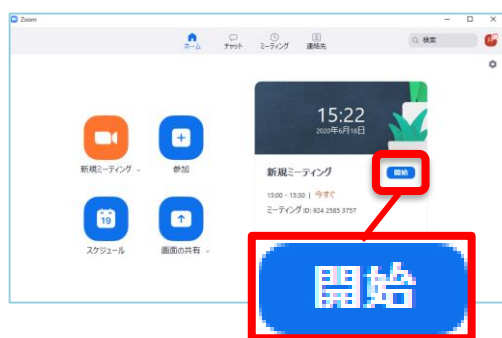 Zoom
ホーム
チャット
ミーティング
連絡先
検索
15:22
2020年6月16日
新規ミーティング
参加
新規ミーティング
開始
15:00 - 15:30 | 今すぐ
ミーティング ID: 924 2585 3757
19
スケジュール
画面の共有
開始